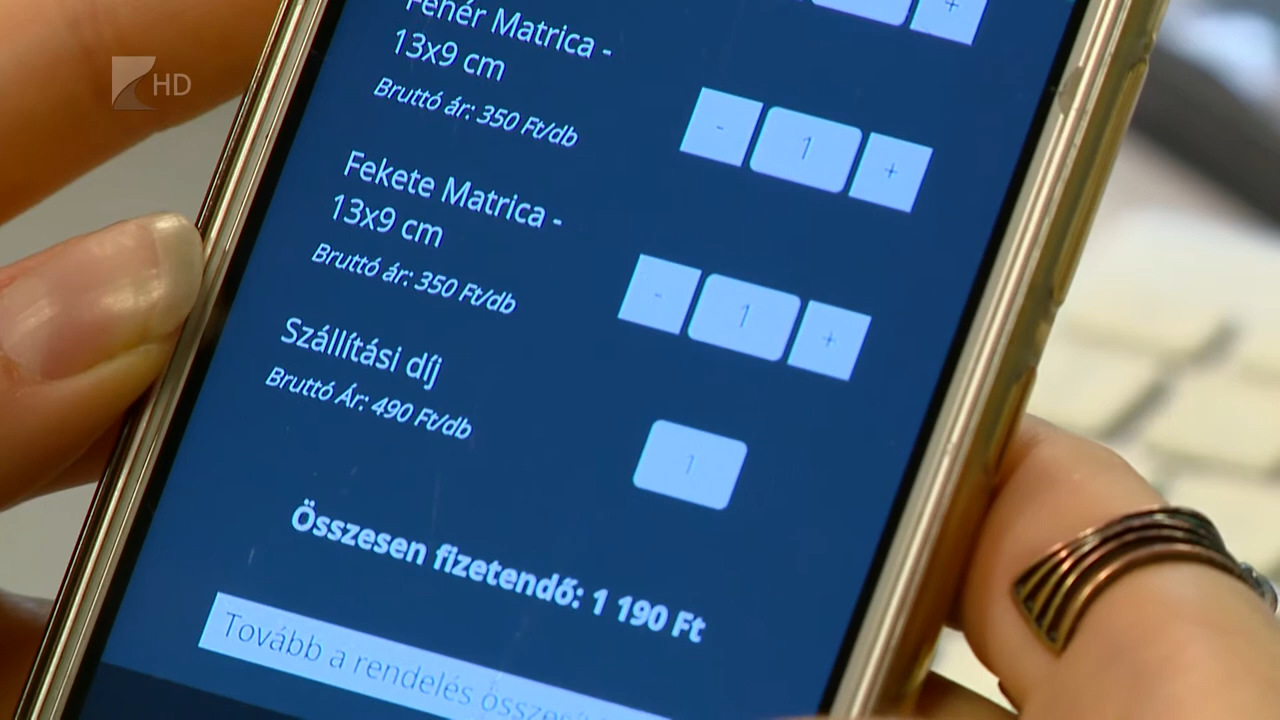 HD
Fehér Matrica -
13x9 cm
Bruttó ár: 350 Ft/db
- 1 +
Fekete Matrica -
13x9 cm
Bruttó ár: 350 Ft/db
- 1 +
Szállítási díj
Bruttó Ár: 490 Ft/db
1
Összesen fizetendő: 1 190 Ft
Tovább a rendelés